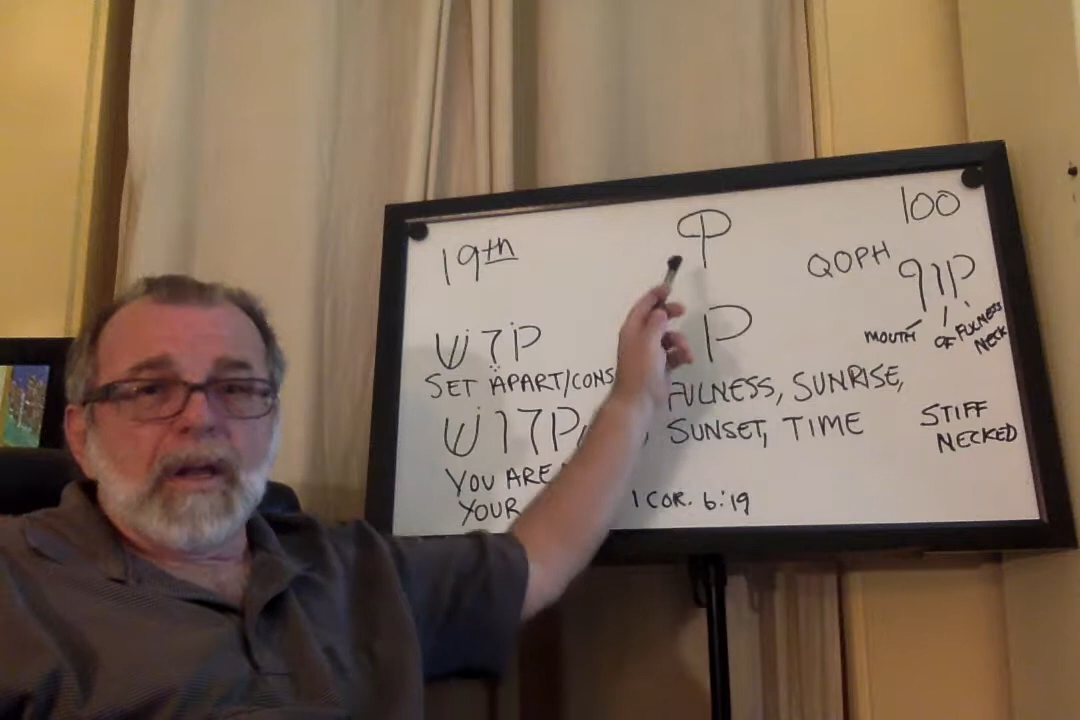 19th
𐤒
100
QOPH
קוף
MOUTH OF FULNESS
NECK
ק
קדש
SET APART/CONS
FULNESS, SUNRISE,
SUNSET, TIME
STIFF
NECKED
קדוש
YOU ARE
YOUR
1 COR. 6:19